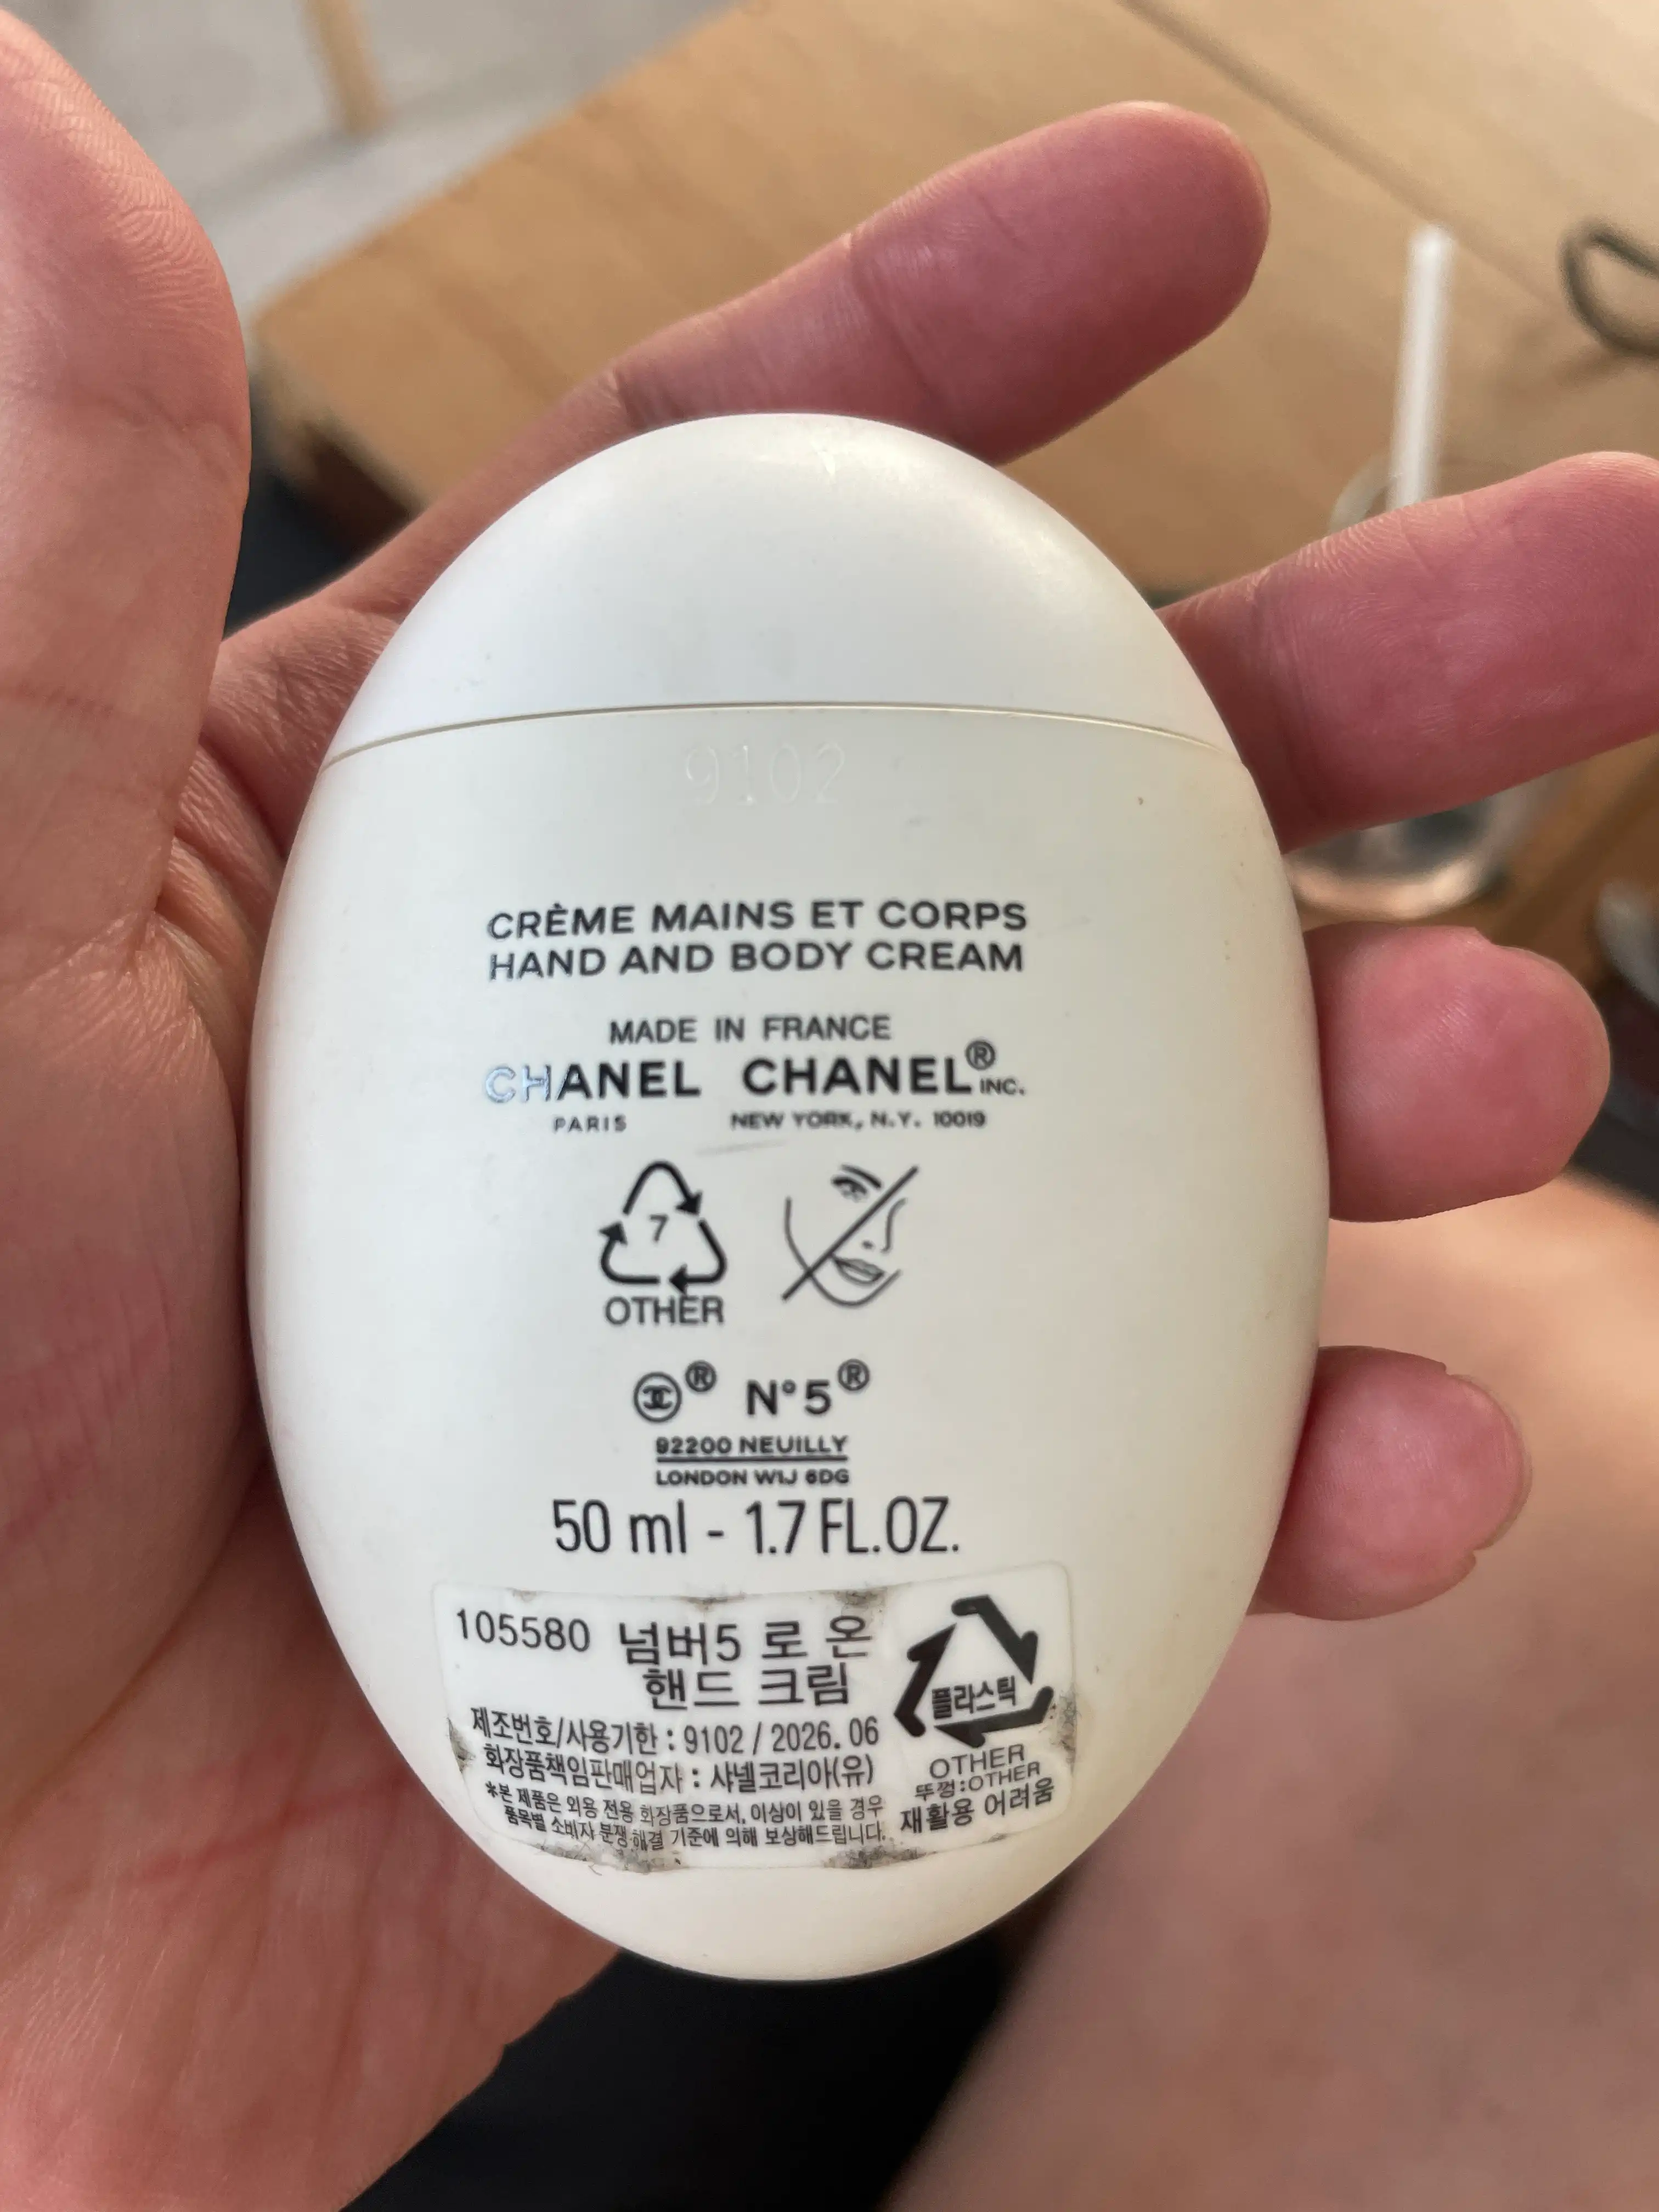 9102
CRÈME MAINS ET CORPS
HAND AND BODY CREAM
MADE IN FRANCE
CHANEL CHANEL® INC.
PARIS NEW YORK, N.Y. 10019
7
OTHER
® N°5®
92200 NEUILLY
LONDON W1J 6DG
50 ml - 1.7 FL.OZ.
105580 넘버5 로 온
핸드 크림
플라스틱
제조번호/사용기한 : 9102 / 2026. 06
화장품책임판매업자 : 샤넬코리아(유)
*본 제품은 외용 전용 화장품으로서, 이상이 있을 경우
품목별 소비자 분쟁 해결 기준에 의해 보상해드립니다.
OTHER
뚜껑:OTHER
재활용 어려움